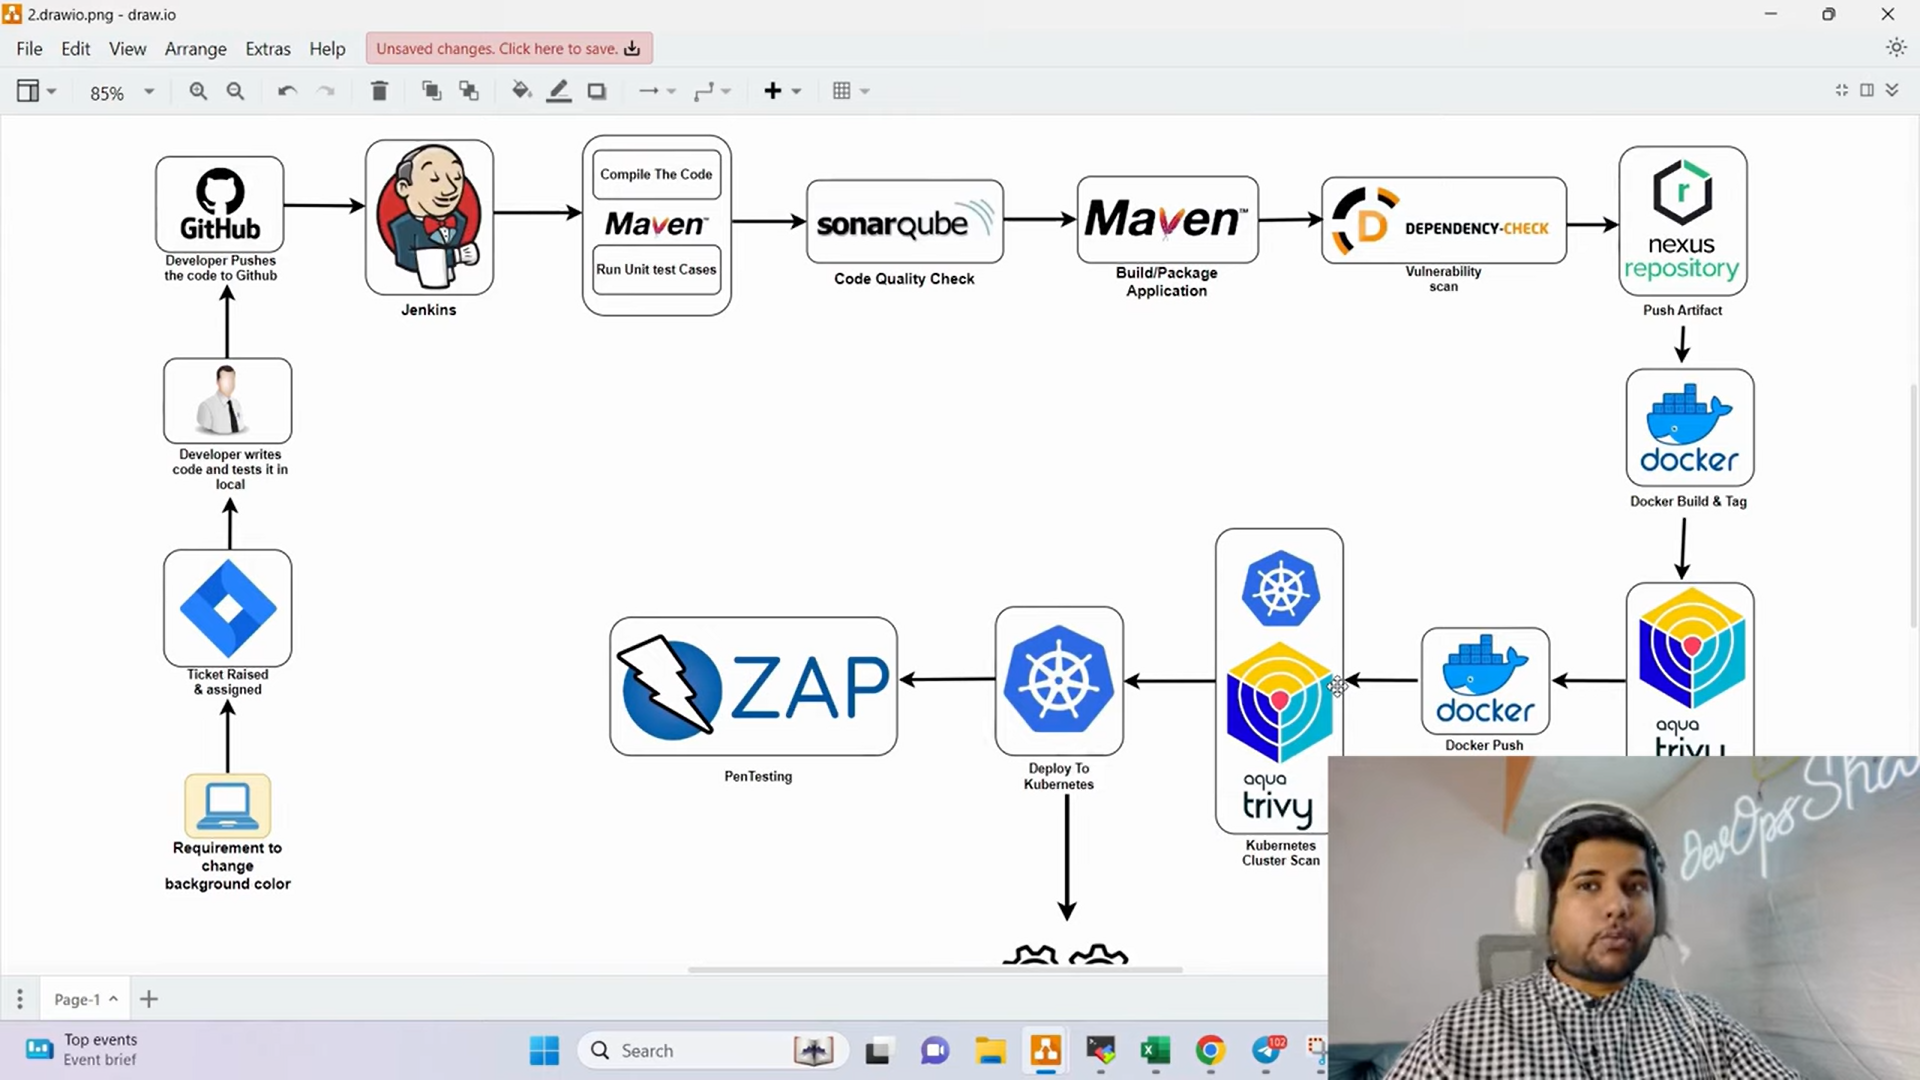 2.drawio.png - draw.io
File Edit View Arrange Extras Help Unsaved changes. Click here to save.
85%
GitHub
Developer Pushes
the code to Github
Jenkins
Compile The Code
Maven™
Run Unit test Cases
sonarqube
Code Quality Check
Maven™
Build/Package
Application
D DEPENDENCY-CHECK
Vulnerability
scan
r
nexus
repository
Push Artifact
docker
Docker Build & Tag
aqua
trivy
docker
Docker Push
aqua
trivy
Kubernetes
Cluster Scan
Deploy To
Kubernetes
ZAP
PenTesting
Developer writes
code and tests it in
local
Ticket Raised
& assigned
Requirement to
change
background color
DevOps Sha
Page-1
Top events
Event brief
Search
102